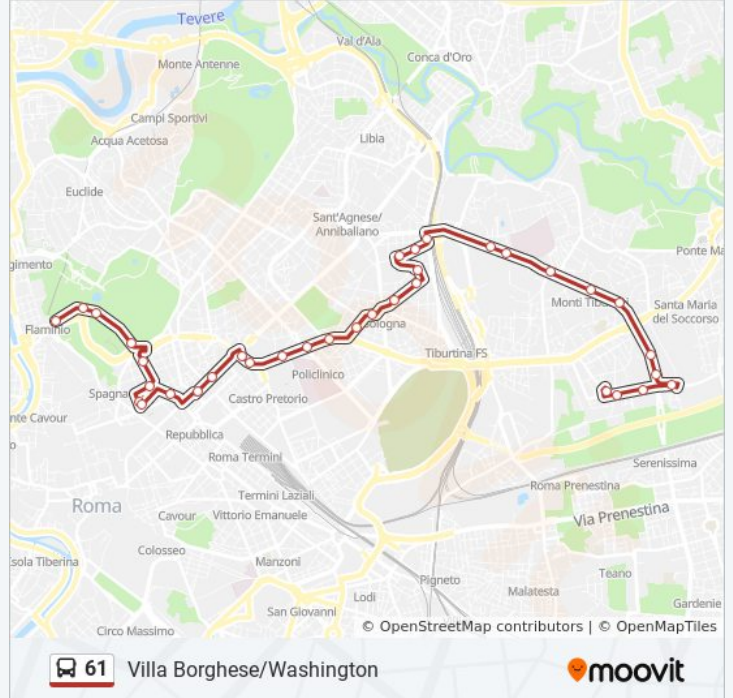 Tevere
Val d'Ala
Conca d'Oro
Monte Antenne
Campi Sportivi
Acqua Acetosa
Libia
Euclide
Sant'Agnese/
Annibaliano
Ponte Ma
gimento
Monti Tibu
Santa Maria
del Soccorso
Flaminio
Bologna
Tiburtina FS
Policlinico
Spagna
Castro Pretorio
nte Cavour
Repubblica
Roma Termini
Serenissima
Roma Prenestina
Termini Laziali
Roma
Cavour
Vittorio Emanuele
Via Prenestina
Colosseo
sola Tiberina
Manzoni
Teano
Pigneto
Malatesta
Lodi
Gardenie
San Giovanni
Circo Massimo
© OpenStreetMap contributors | © OpenMapTiles
61 Villa Borghese/Washington
moovit